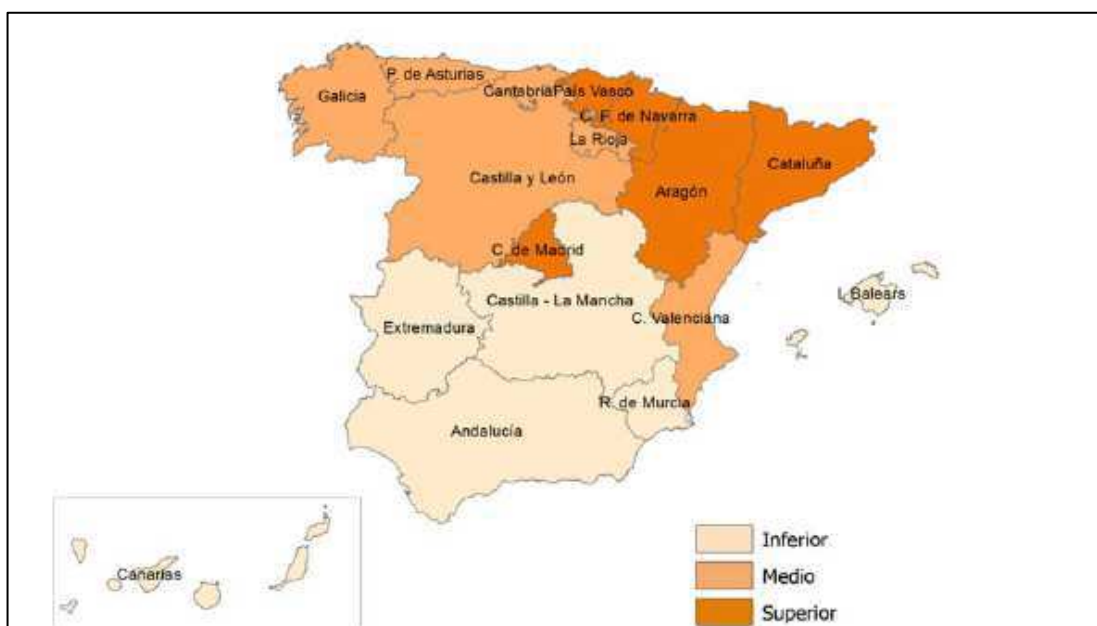 P. de Asturias
Galicia
Cantabria
País Vasco
C. F. de Navarra
La Rioja
Cataluña
Castilla y León
Aragón
C. de Madrid
Castilla - La Mancha
I. Balears
Extremadura
C. Valenciana
R. de Murcia
Andalucía
Canarias
Inferior
Medio
Superior